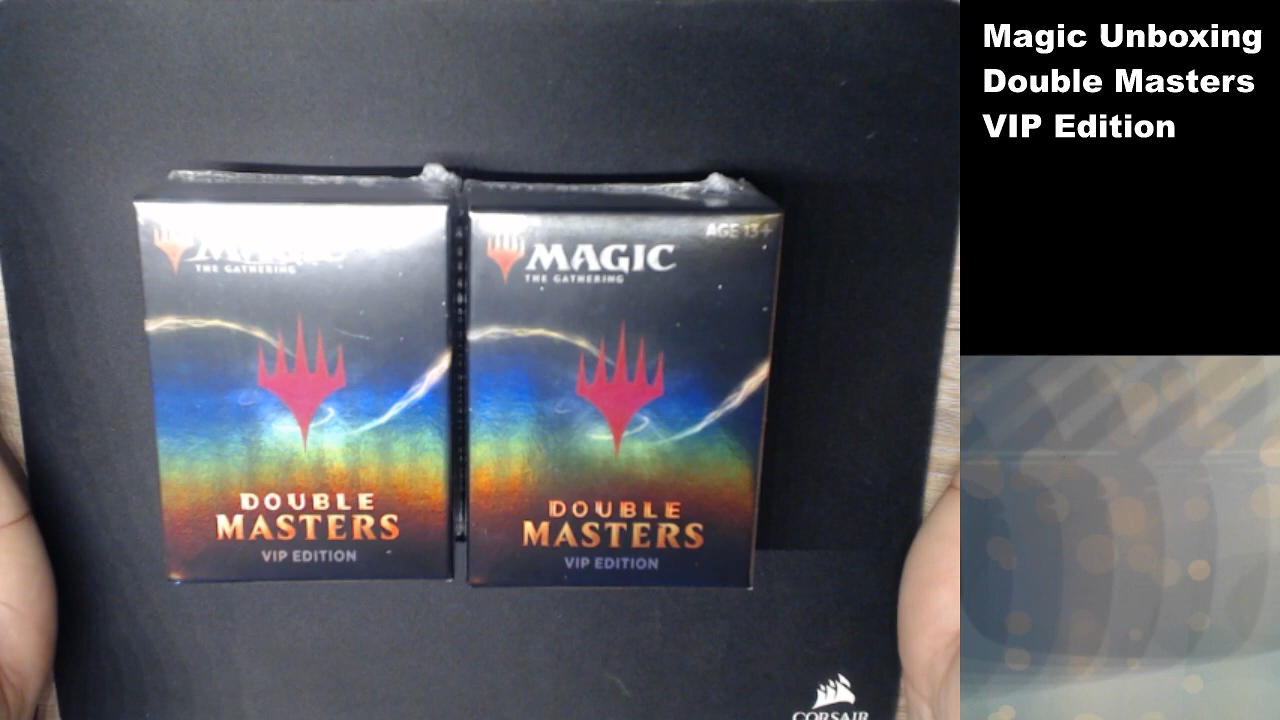 Magic Unboxing
Double Masters
VIP Edition
MAGIC
THE GATHERING
DOUBLE
MASTERS
VIP EDITION
AGE 13+
MAGIC
THE GATHERING
DOUBLE
MASTERS
VIP EDITION
CORSAIR